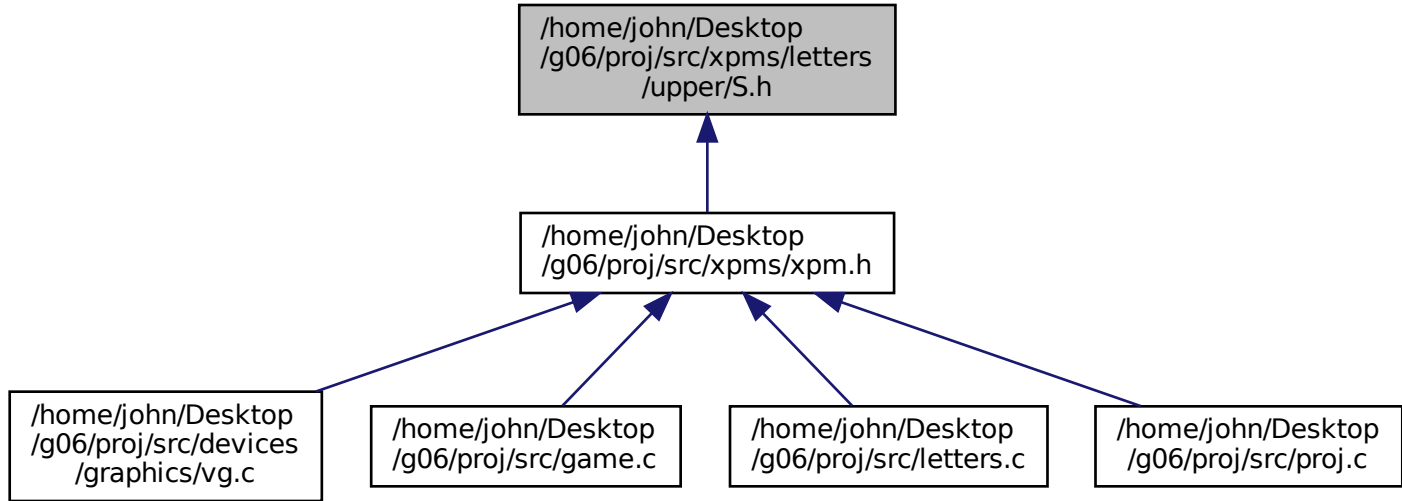 /home/john/Desktop
/g06/proj/src/xpms/letters
/upper/S.h
/home/john/Desktop
/g06/proj/src/xpms/xpm.h
/home/john/Desktop
/g06/proj/src/devices
/graphics/vg.c
/home/john/Desktop
/g06/proj/src/game.c
/home/john/Desktop
/g06/proj/src/letters.c
/home/john/Desktop
/g06/proj/src/proj.c